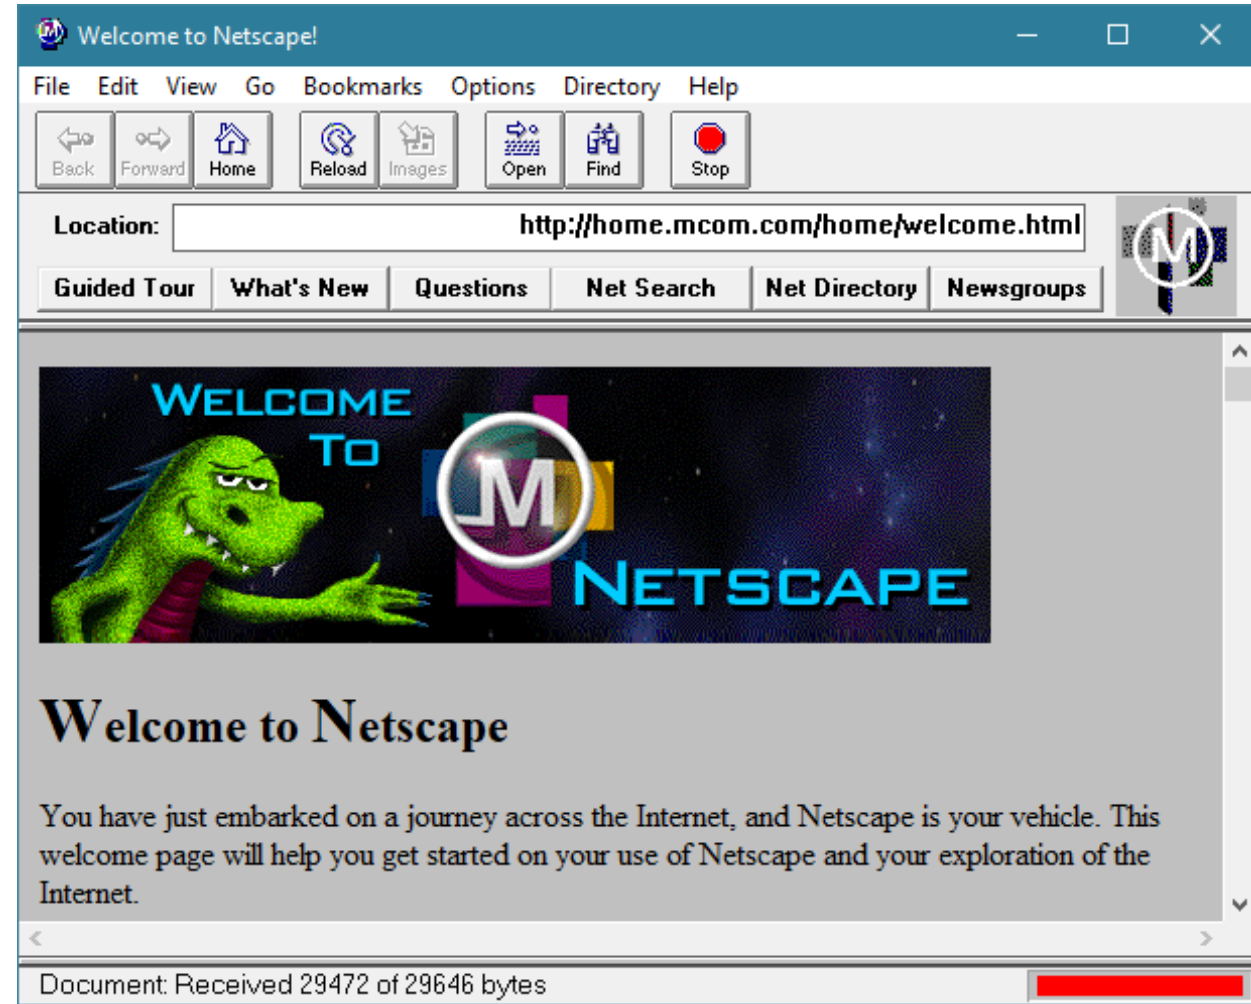 Welcome to Netscape!
File Edit View Go Bookmarks Options Directory Help
Back Forward Home Reload Images Open Find Stop
Location: http://home.mcom.com/home/welcome.html
M
Guided Tour What's New Questions Net Search Net Directory Newsgroups
WELCOME
TO
M
NETSCAPE
Welcome to Netscape
You have just embarked on a journey across the Internet, and Netscape is your vehicle. This
welcome page will help you get started on your use of Netscape and your exploration of the
Internet.
Document: Received 29472 of 29646 bytes